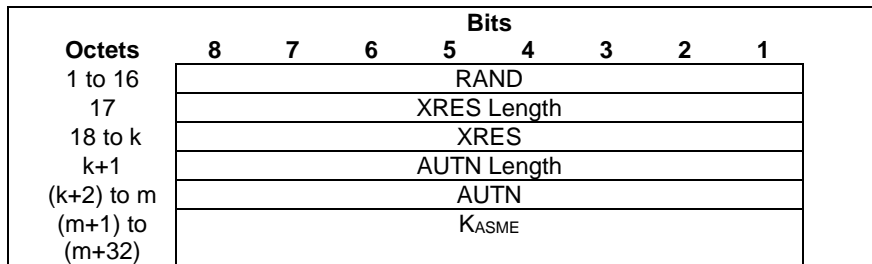 Bits
Octets 8 7 6 5 4 3 2 1
1 to 16 RAND
17 XRES Length
18 to k XRES
k+1 AUTN Length
(k+2) to m AUTN
(m+1) to KASME
(m+32)